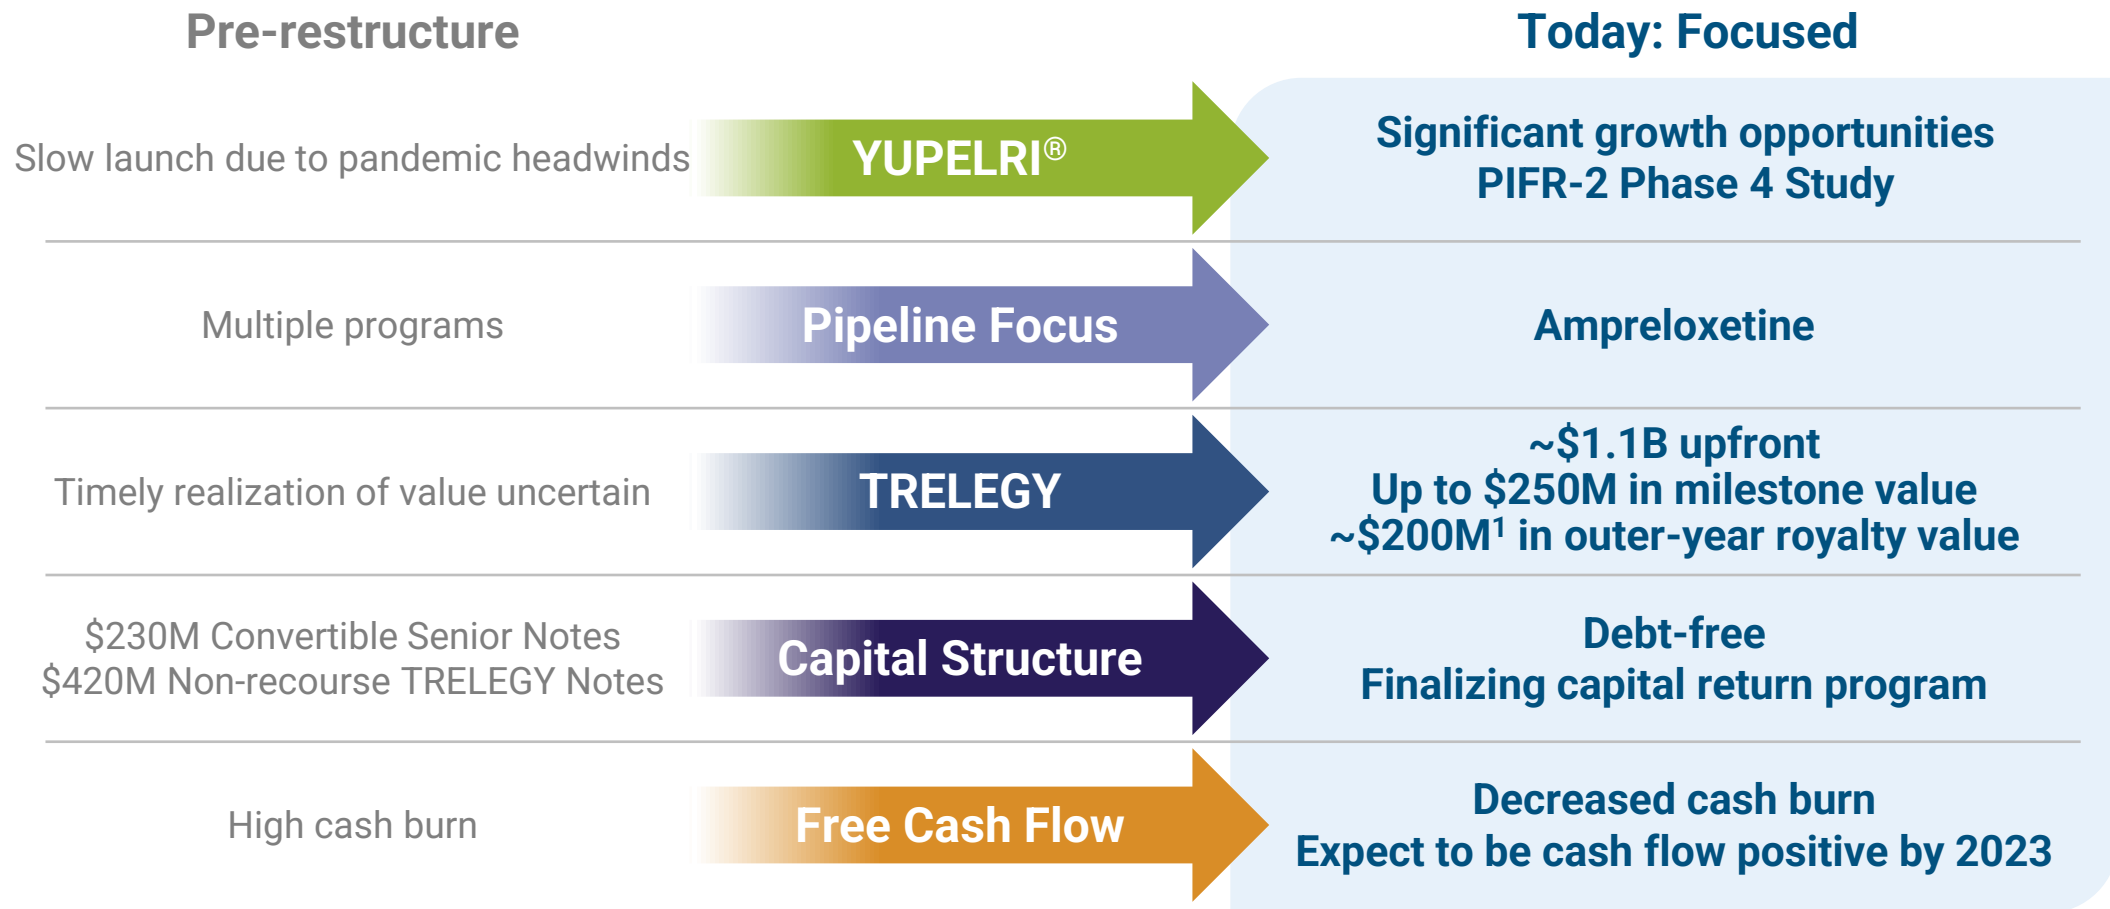 Pre-restructure
Today: Focused
Slow launch due to pandemic headwinds
YUPELRI®
Significant growth opportunities
PIFR-2 Phase 4 Study
Multiple programs
Pipeline Focus
Ampreloxetine
Timely realization of value uncertain
TRELEGY
~$1.1B upfront
Up to $250M in milestone value
~$200M¹ in outer-year royalty value
$230M Convertible Senior Notes
$420M Non-recourse TRELEGY Notes
Capital Structure
Debt-free
Finalizing capital return program
High cash burn
Free Cash Flow
Decreased cash burn
Expect to be cash flow positive by 2023